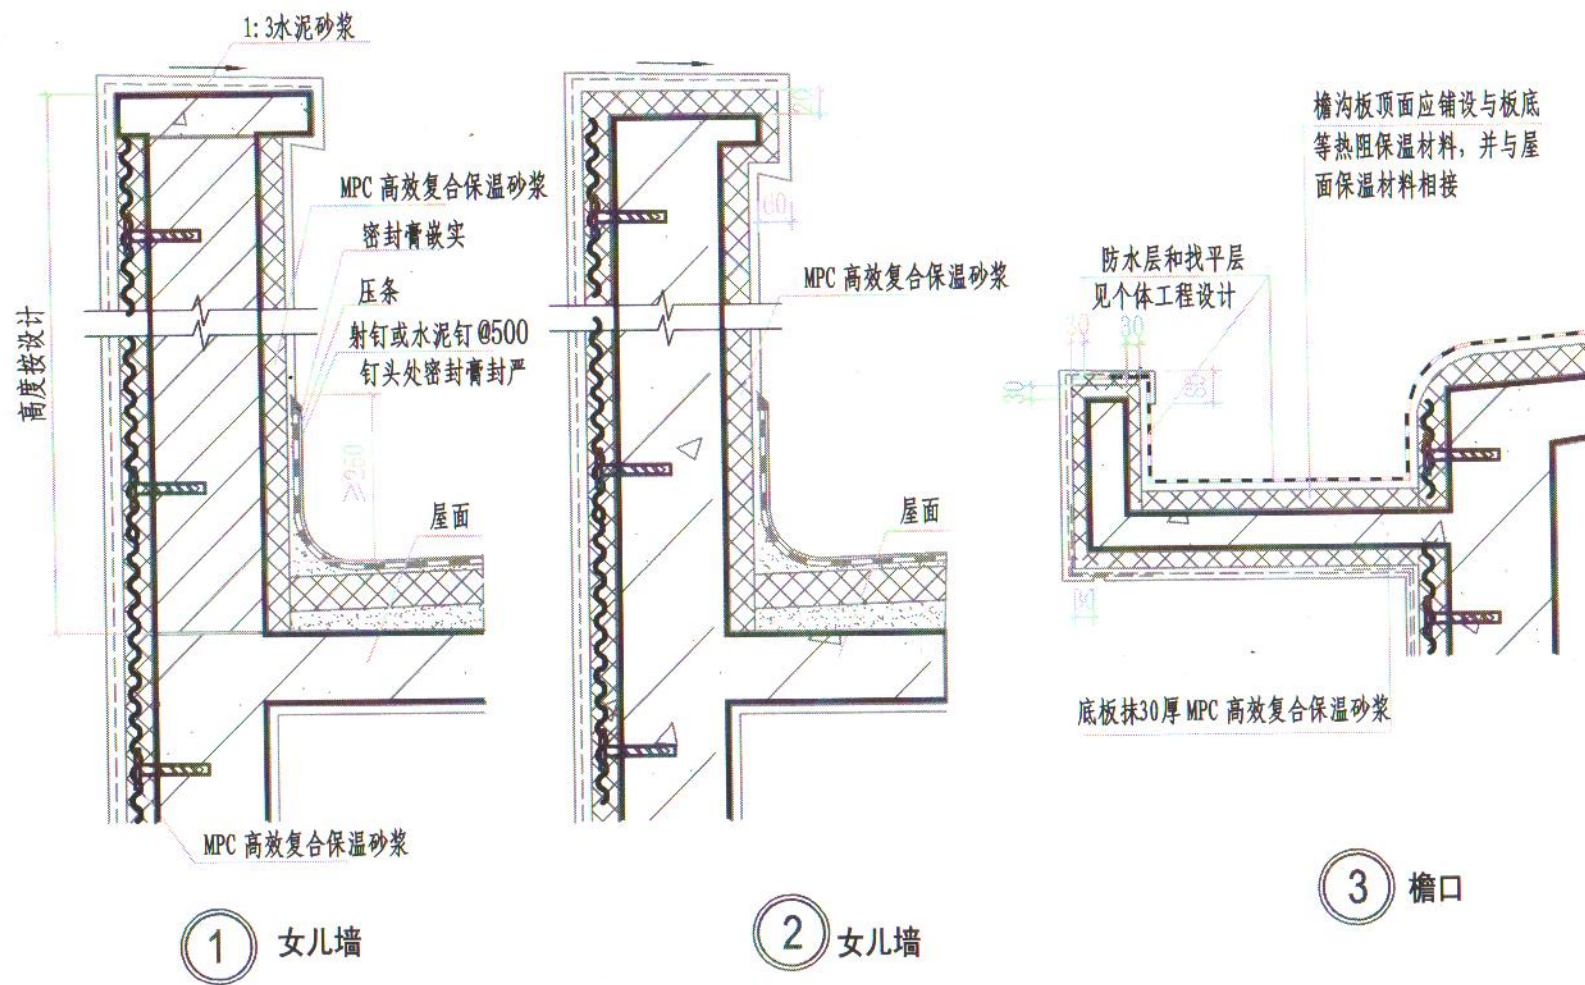 1:3水泥砂浆
MPC 高效复合保温砂浆
密封膏嵌实
压条
射钉或水泥钉@500
钉头处密封膏封严
高度按设计
≥250
屋面
MPC 高效复合保温砂浆
1 女儿墙
20
60
MPC 高效复合保温砂浆
屋面
2 女儿墙
檐沟板顶面应铺设与板底
等热阻保温材料，并与屋
面保温材料相接
防水层和找平层
见个体工程设计
30
30
30
80
底板抹30厚 MPC 高效复合保温砂浆
3 檐口